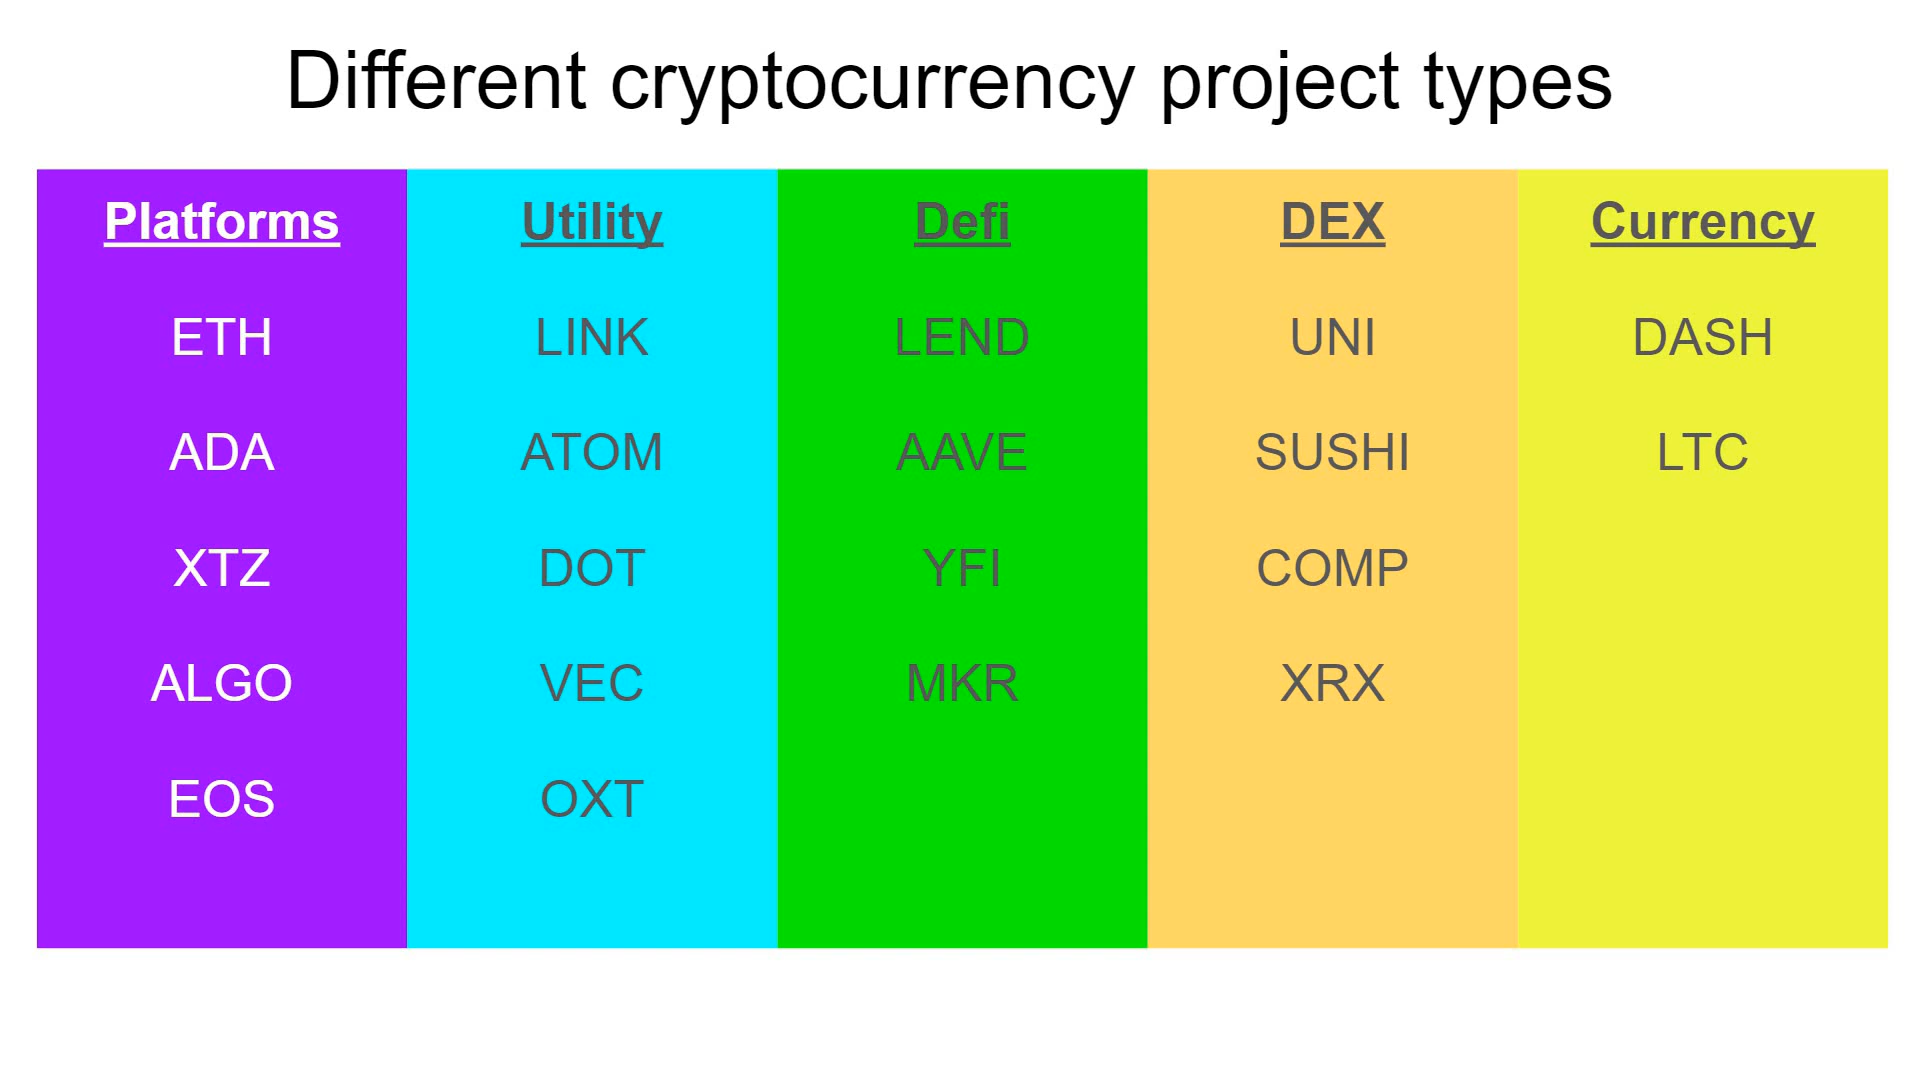 Different cryptocurrency project types
Platforms
ETH
ADA
XTZ
ALGO
EOS
Utility
LINK
ATOM
DOT
VEC
OXT
Defi
LEND
AAVE
YFI
MKR
DEX
UNI
SUSHI
COMP
XRX
Currency
DASH
LTC